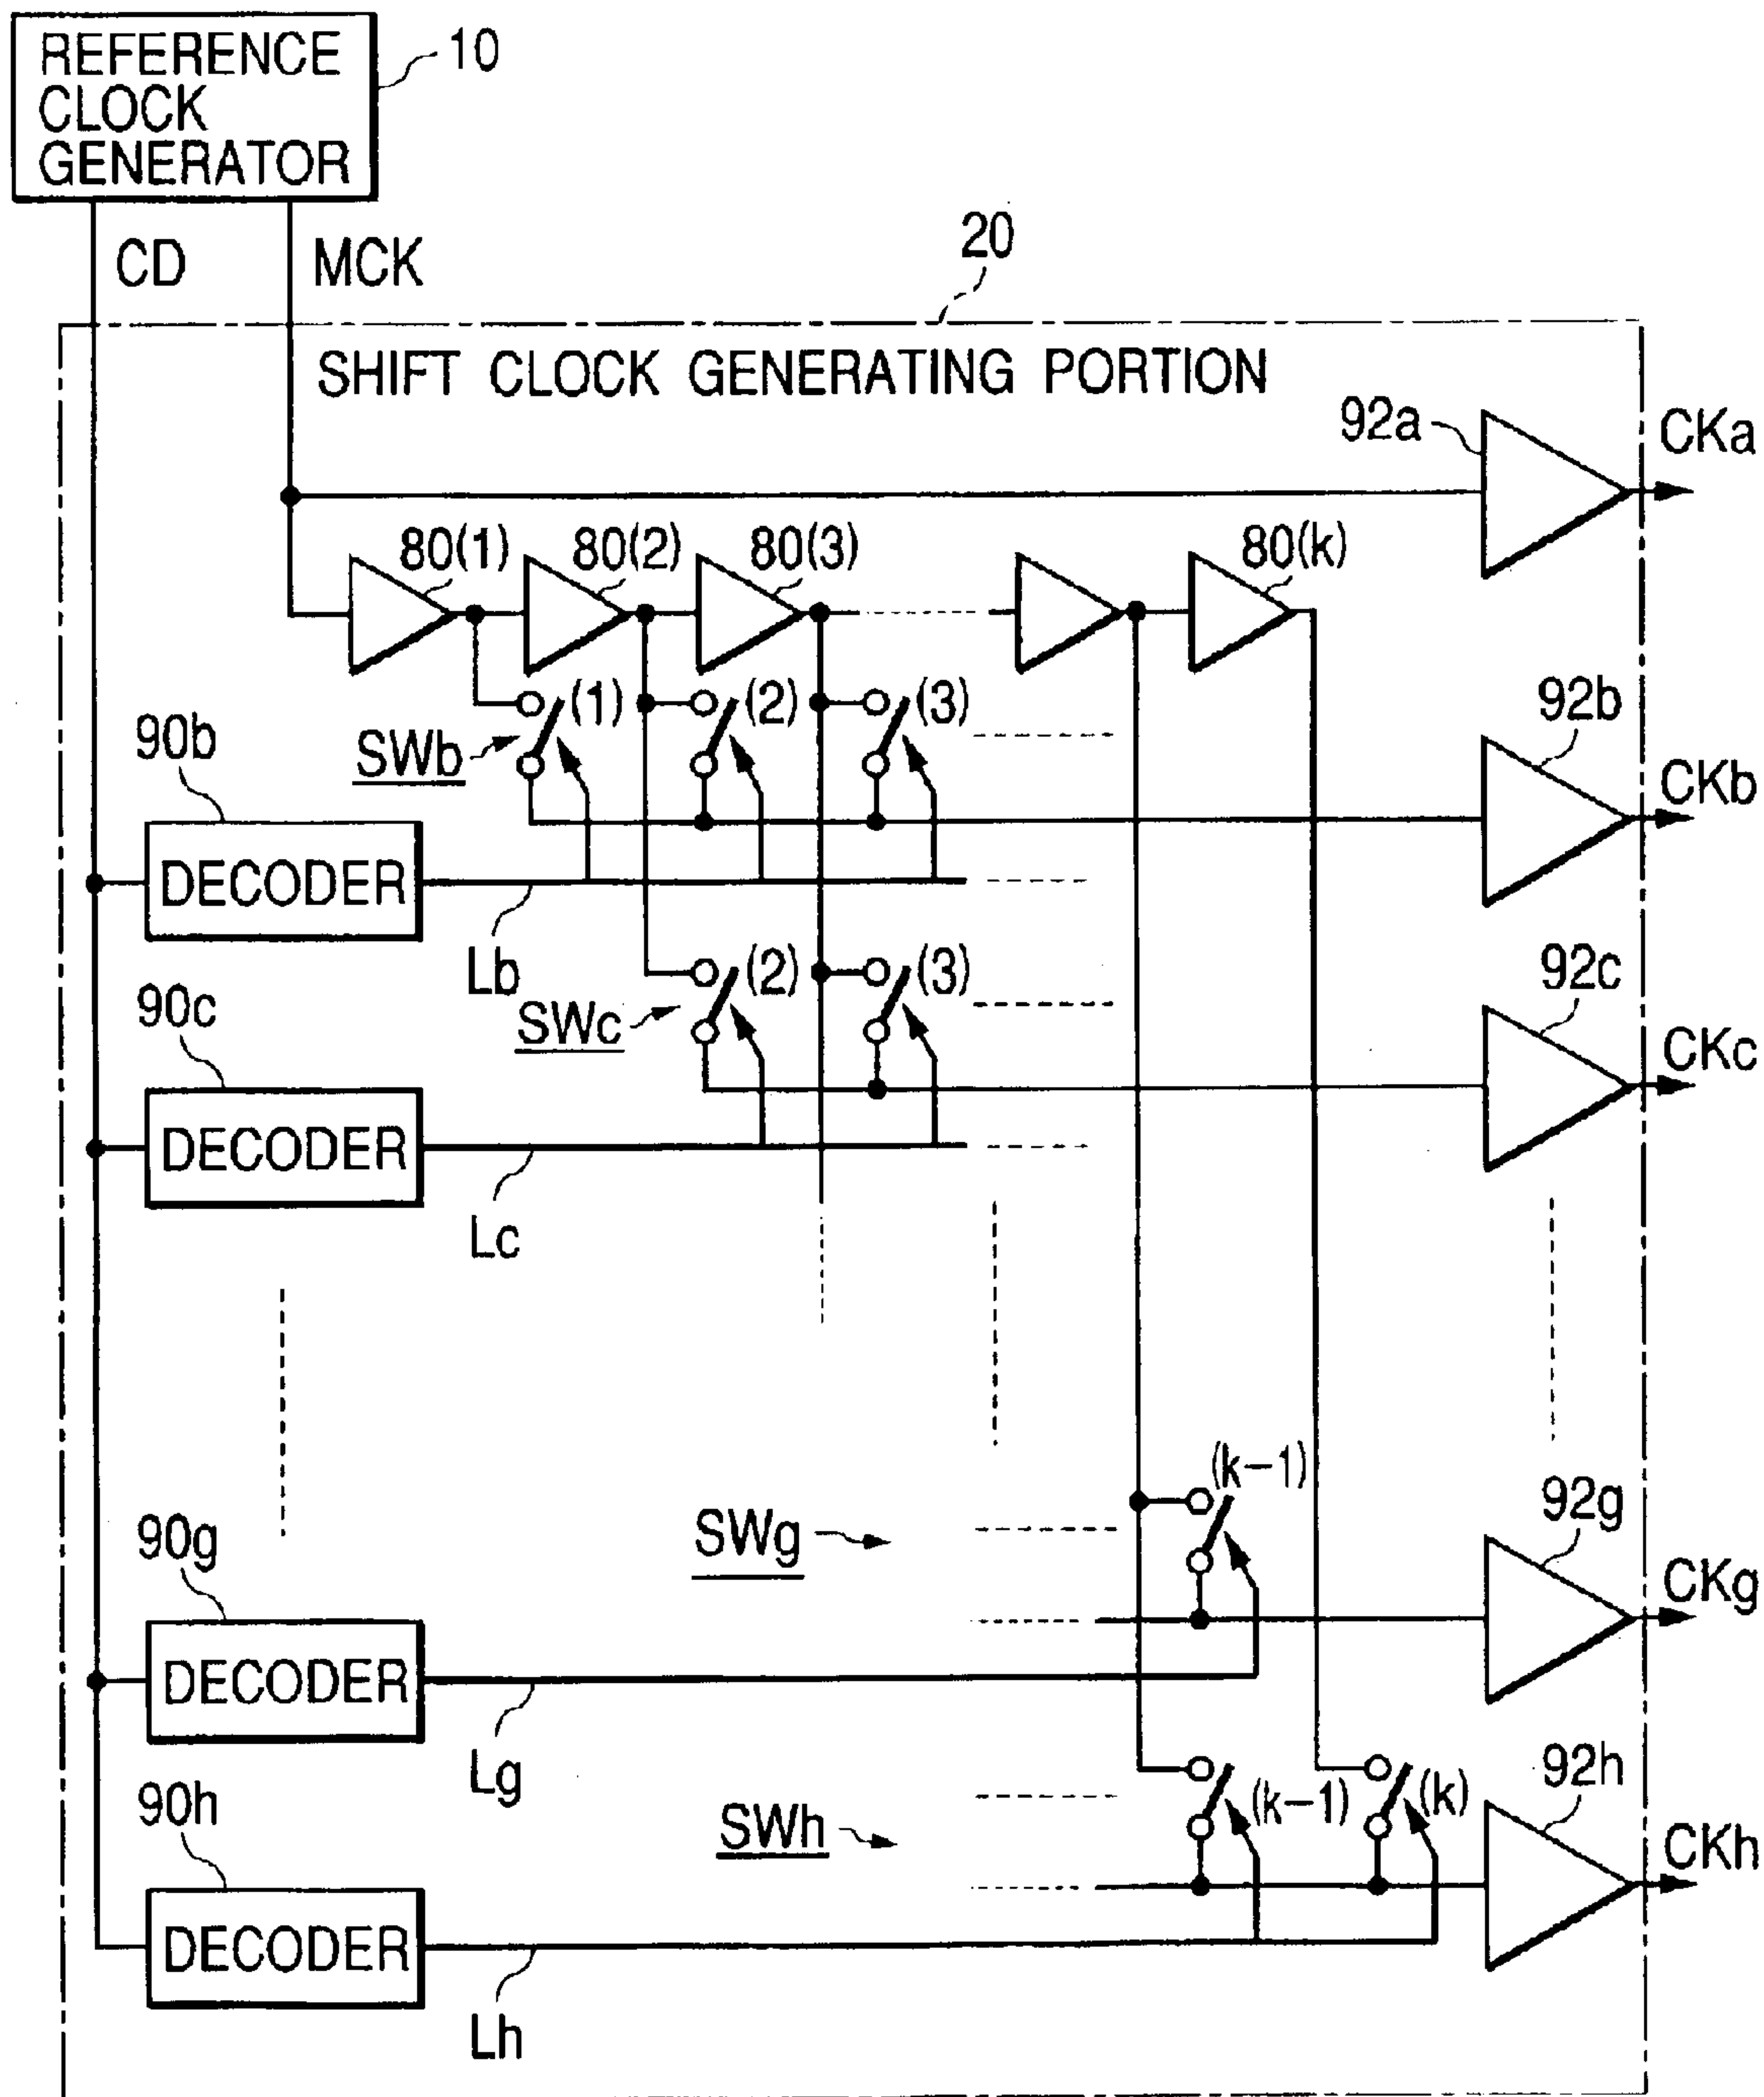 REFERENCE
CLOCK
GENERATOR
10
CD
MCK
20
SHIFT CLOCK GENERATING PORTION
92a
CKa
80(1)
80(2)
80(3)
80(k)
(1)
(2)
(3)
SWb
90b
92b
CKb
DECODER
Lb
(2)
(3)
SWc
90c
92c
CKc
DECODER
Lc
(k-1)
SWg
90g
92g
CKg
DECODER
Lg
(k-1)
(k)
SWh
90h
92h
CKh
DECODER
Lh